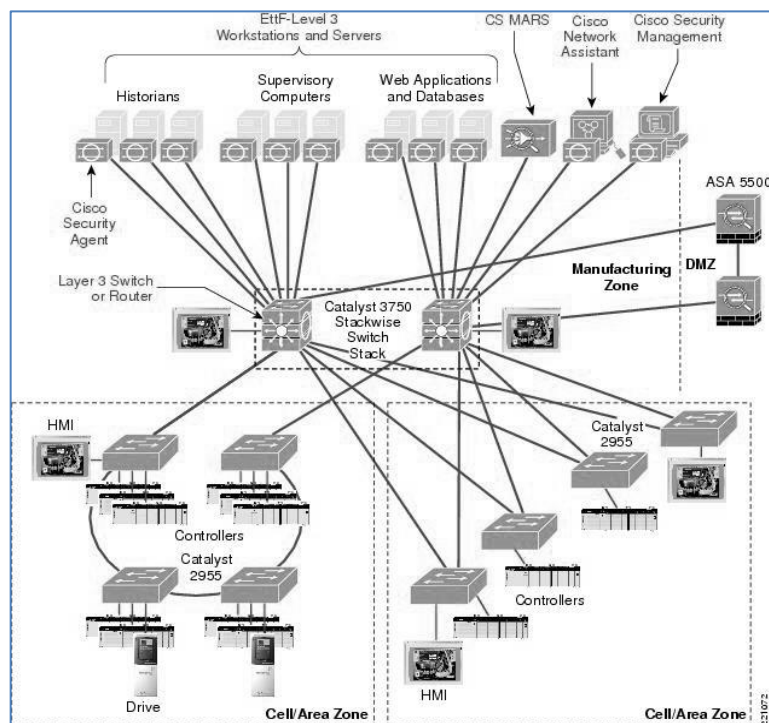 EttF-Level 3
Workstations and Servers
CS MARS
Cisco
Network
Assistant
Cisco Security
Management
Historians
Supervisory
Computers
Web Applications
and Databases
Cisco
Security
Agent
ASA 5500
Layer 3 Switch
or Router
Catalyst 3750
Stackwise
Switch
Stack
Manufacturing
Zone
DMZ
HMI
Controllers
Catalyst
2955
Drive
Cell/Area Zone
Catalyst
2955
Controllers
HMI
Cell/Area Zone